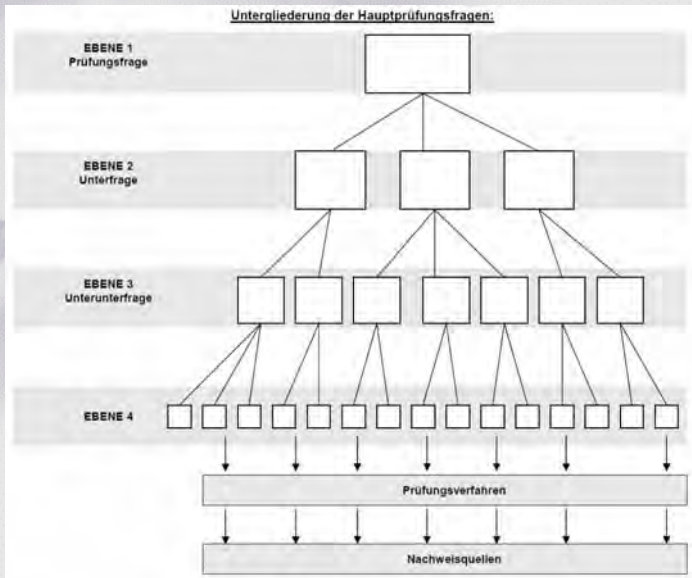 Untergliederung der Hauptprüfungsfragen:
EBENE 1
Prüfungsfrage
EBENE 2
Unterfrage
EBENE 3
Unterunterfrage
EBENE 4
Prüfungsverfahren
Nachweisquellen